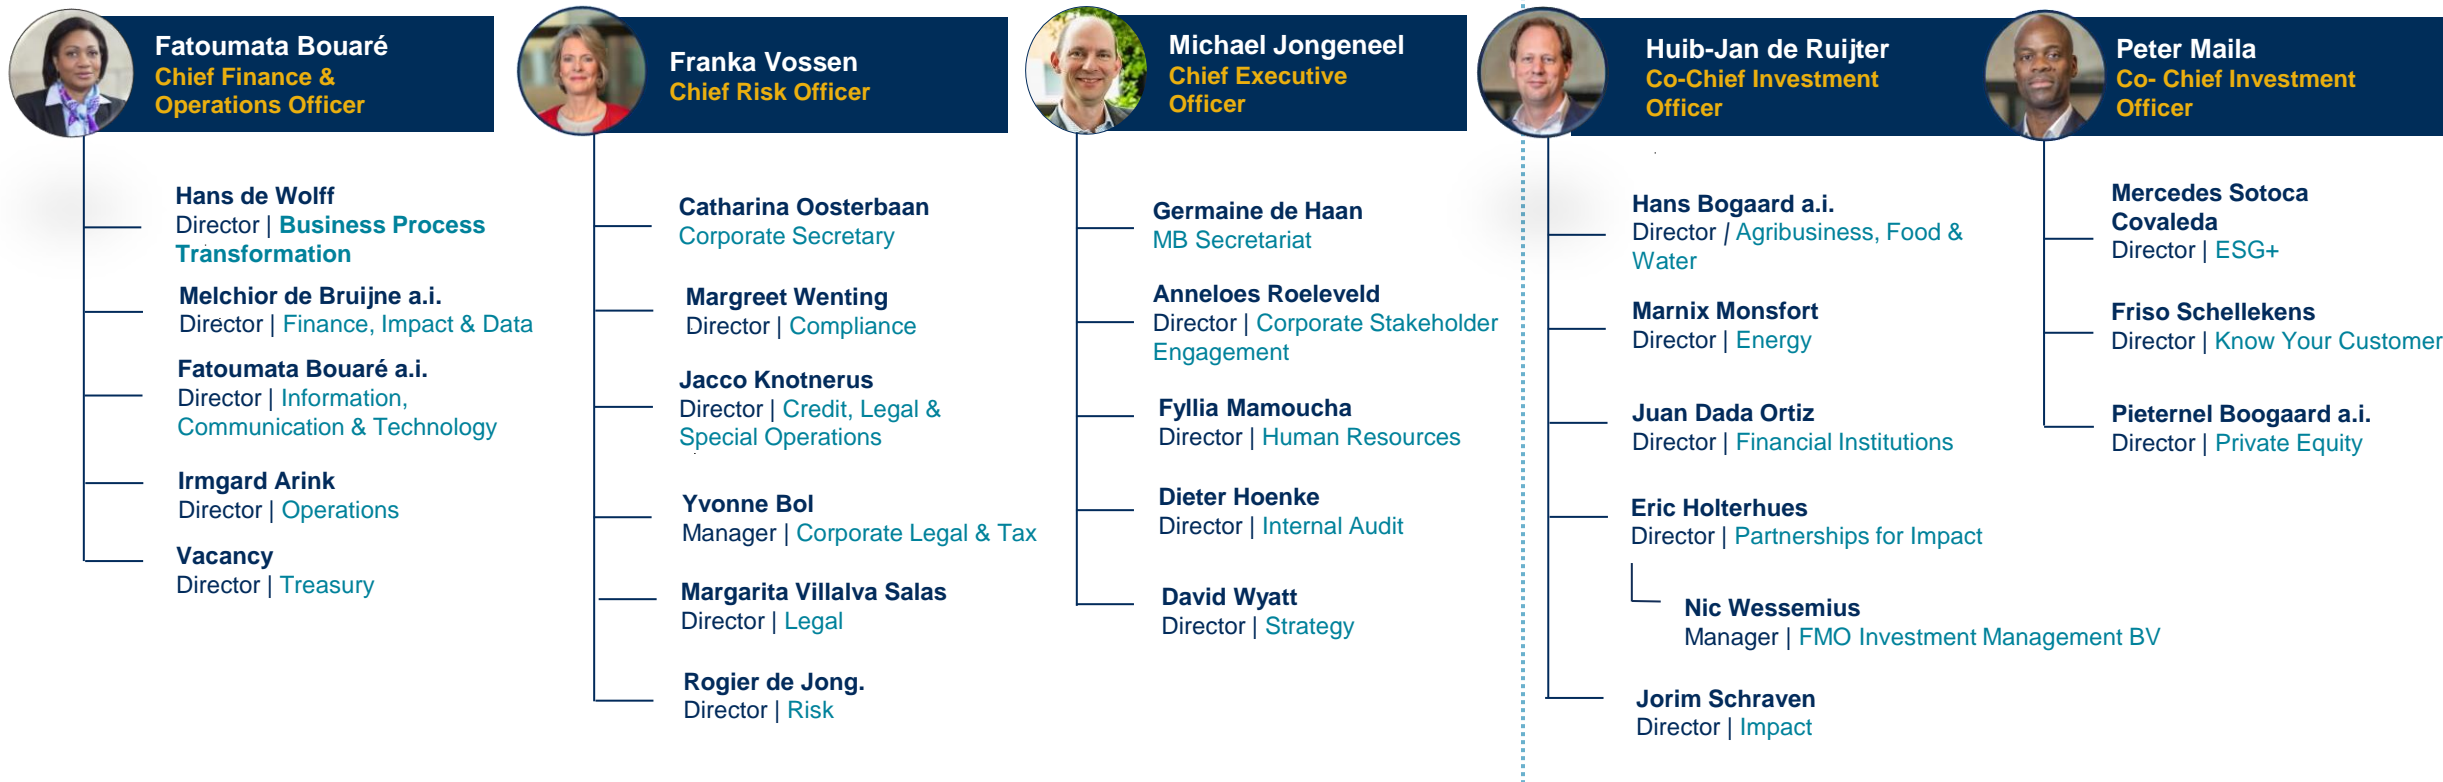 Fatoumata Bouaré
Chief Finance &
Operations Officer
Hans de Wolff
Director | Business Process
Transformation
Melchior de Bruijne a.i.
Director | Finance, Impact & Data
Fatoumata Bouaré a.i.
Director | Information,
Communication & Technology
Irmgard Arink
Director | Operations
Vacancy
Director | Treasury
Franka Vossen
Chief Risk Officer
Catharina Oosterbaan
Corporate Secretary
Margreet Wenting
Director | Compliance
Jacco Knotnerus
Director | Credit, Legal &
Special Operations
Yvonne Bol
Manager | Corporate Legal & Tax
Margarita Villalva Salas
Director | Legal
Rogier de Jong.
Director | Risk
Michael Jongeneel
Chief Executive
Officer
Germaine de Haan
MB Secretariat
Anneloes Roeleveld
Director | Corporate Stakeholder
Engagement
Fyllia Mamoucha
Director | Human Resources
Dieter Hoenke
Director | Internal Audit
David Wyatt
Director | Strategy
Huib-Jan de Ruijter
Co-Chief Investment
Officer
Hans Bogaard a.i.
Director | Agribusiness, Food &
Water
Marnix Monsfort
Director | Energy
Juan Dada Ortiz
Director | Financial Institutions
Eric Holterhues
Director | Partnerships for Impact
Nic Wessemius
Manager | FMO Investment Management BV
Jorim Schraven
Director | Impact
Peter Maila
Co- Chief Investment
Officer
Mercedes Sotoca
Covaleda
Director | ESG+
Friso Schellekens
Director | Know Your Customer
Pieternel Boogaard a.i.
Director | Private Equity